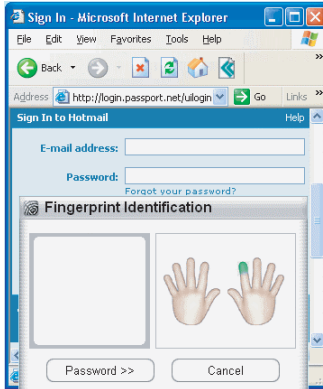 Sign In - Microsoft Internet Explorer
File Edit View Favorites Tools Help
Back
Address http://login.passport.net/uilogin Go Links »
Sign In to Hotmail Help
E-mail address:
Password:
Forgot your password?
Fingerprint Identification
Password >> Cancel